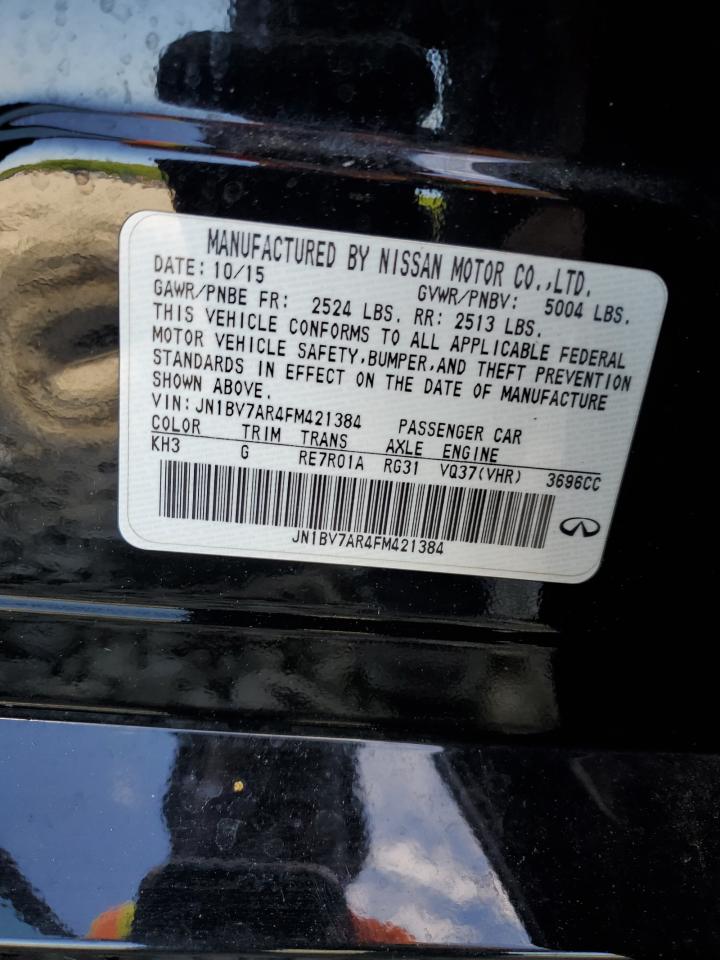 MANUFACTURED BY NISSAN MOTOR CO.,LTD.
DATE: 10/15 GVWR/PNBV: 5004 LBS.
GAWR/PNBE FR: 2524 LBS. RR: 2513 LBS.
THIS VEHICLE CONFORMS TO ALL APPLICABLE FEDERAL
MOTOR VEHICLE SAFETY,BUMPER,AND THEFT PREVENTION
STANDARDS IN EFFECT ON THE DATE OF MANUFACTURE
SHOWN ABOVE.
VIN: JN1BV7AR4FM421384 PASSENGER CAR
COLOR TRIM TRANS AXLE ENGINE
KH3 G RE7R01A RG31 VQ37(VHR) 3696CC
JN1BV7AR4FM421384